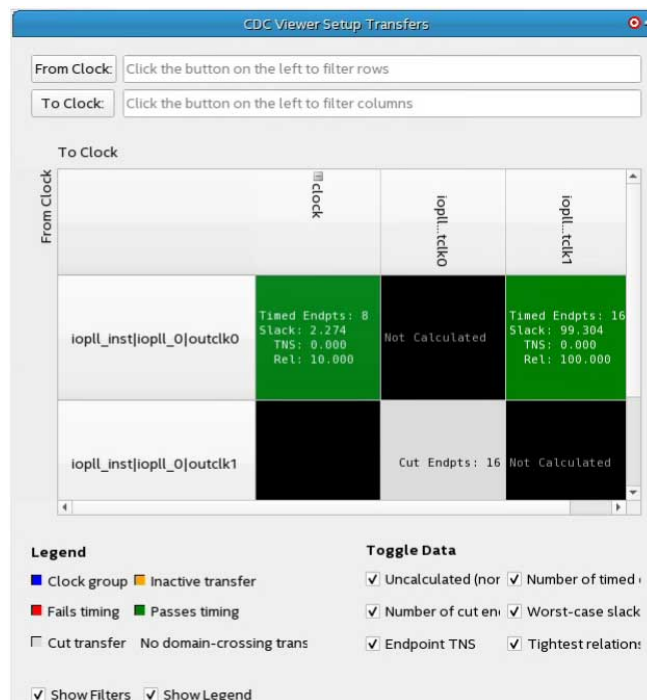 CDC Viewer Setup Transfers
From Clock: Click the button on the left to filter rows
To Clock: Click the button on the left to filter columns
To Clock
From Clock
clock
iopll...tclk0
iopll...tclk1
iopll_inst|iopll_0|outclk0
Timed Endpts: 8
Slack: 2.274
TNS: 0.000
Rel: 10.000
Not Calculated
Timed Endpts: 16
Slack: 99.304
TNS: 0.000
Rel: 100.000
iopll_inst|iopll_0|outclk1
Cut Endpts: 16
Not Calculated
Legend
Clock group Inactive transfer
Fails timing Passes timing
Cut transfer No domain-crossing trans
Toggle Data
Uncalculated (nor Number of timed
Number of cut en Worst-case slack
Endpoint TNS Tightest relations
Show Filters Show Legend